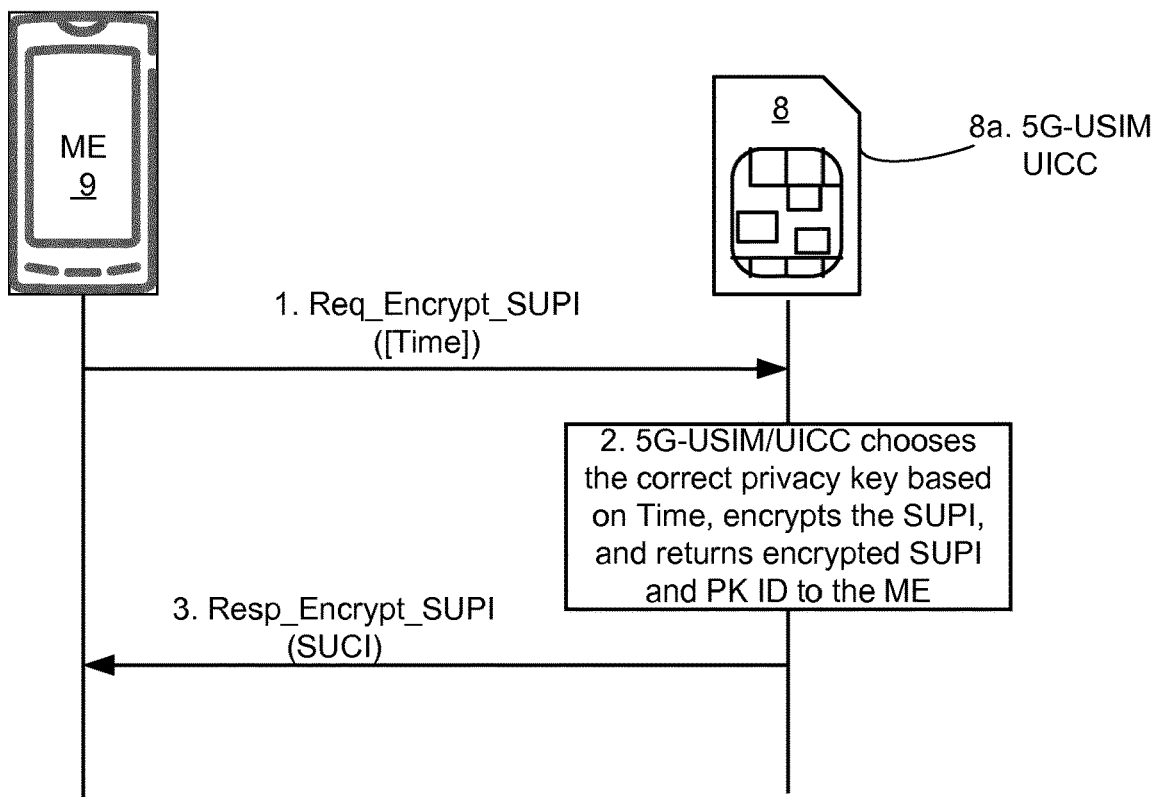 ME
9
8
8a. 5G-USIM
UICC
1. Req_Encrypt_SUPI
([Time])
2. 5G-USIM/UICC chooses
the correct privacy key based
on Time, encrypts the SUPI,
and returns encrypted SUPI
and PK ID to the ME
3. Resp_Encrypt_SUPI
(SUCI)